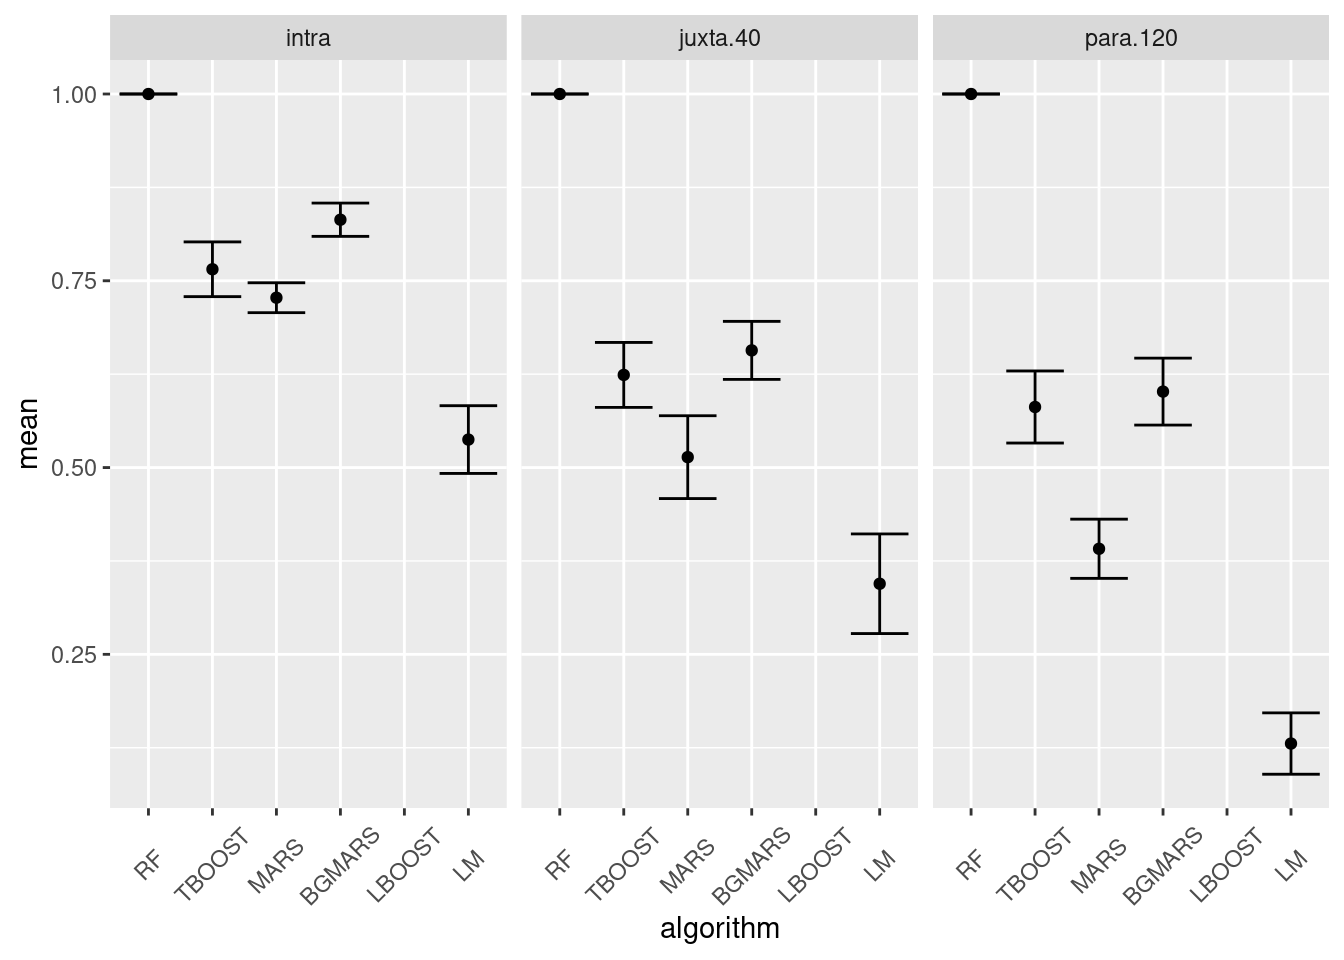 intra juxta.40 para.120
1.00
0.75
0.50
0.25
mean
RF TBOOST MARS BGMARS LBOOST LM RF TBOOST MARS BGMARS LBOOST LM RF TBOOST MARS BGMARS LBOOST LM
algorithm